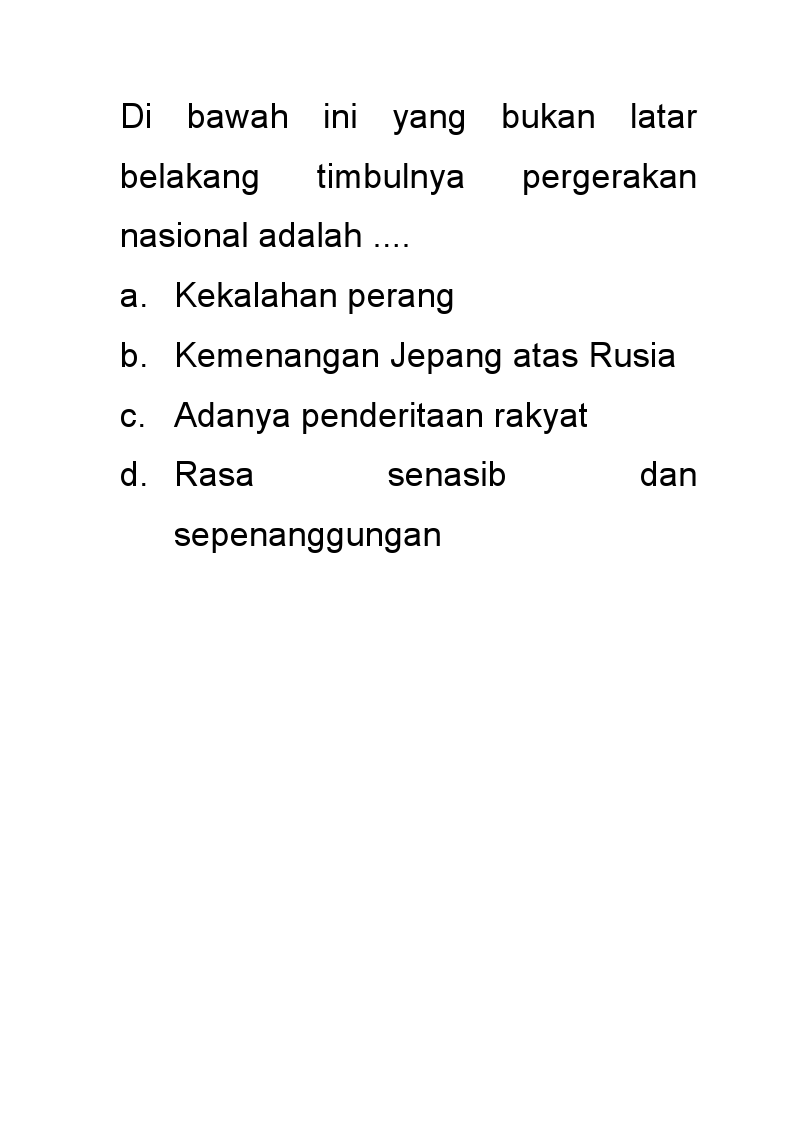 Di bawah ini yang bukan latar
belakang timbulnya pergerakan
nasional adalah ....
a. Kekalahan perang
b. Kemenangan Jepang atas Rusia
c. Adanya penderitaan rakyat
d. Rasa senasib dan
sepenanggungan